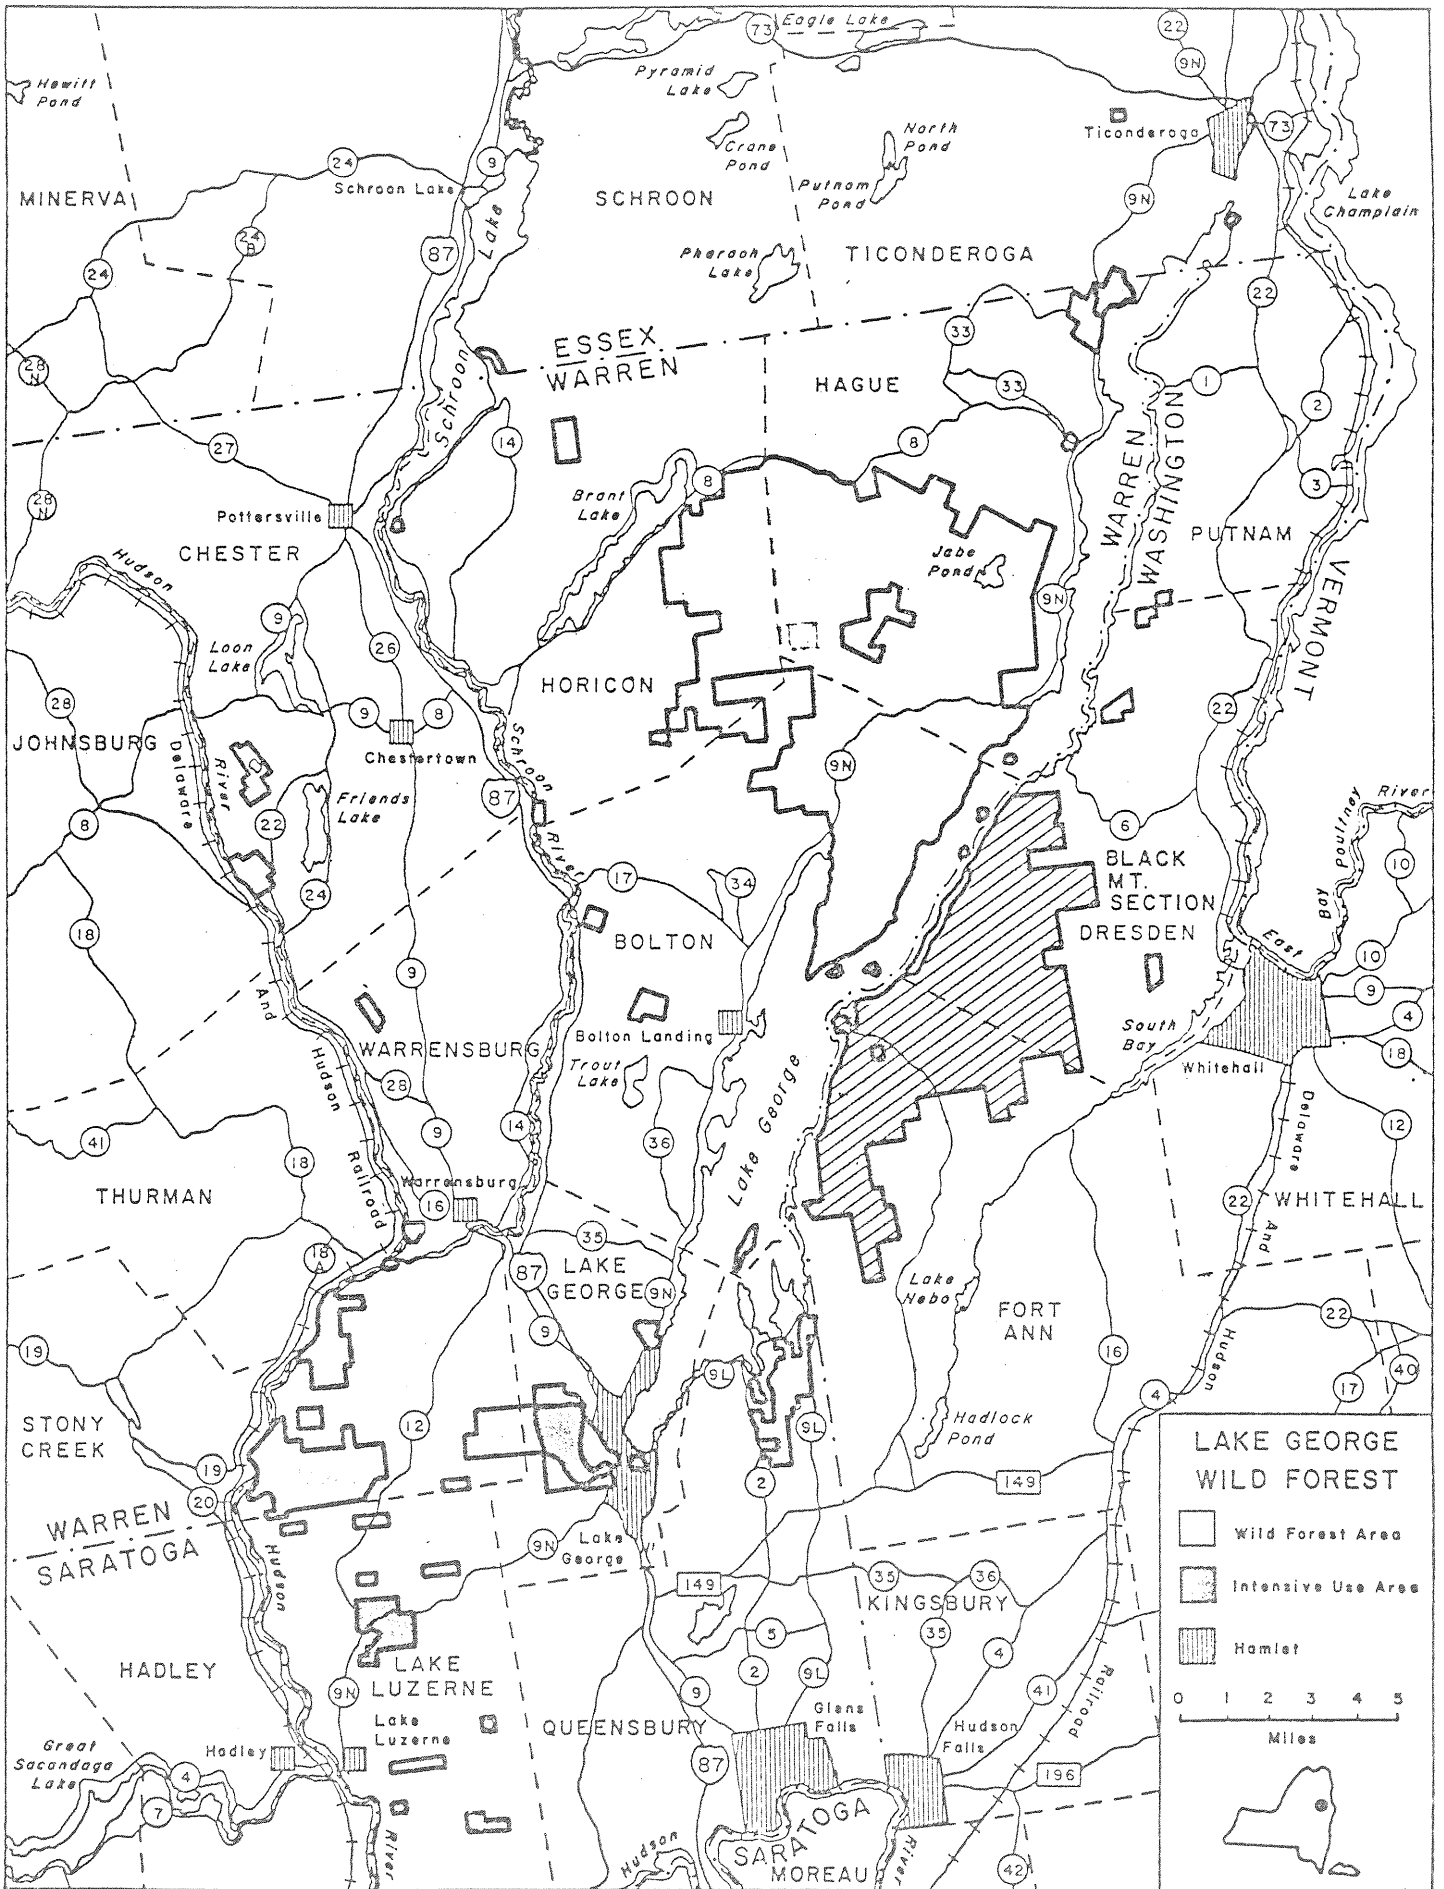 73
Eagle Lake
22
9N
Hewitt
Pond
Pyramid
Lake
Crane
Pond
North
Pond
Putnam
Pond
Ticonderoga
73
24
9
Schroon Lake
MINERVA
SCHROON
9N
Lake
Champlain
24
B
87
Lake
Pharaoh
Lake
TICONDEROGA
24
22
28
N
ESSEX
WARREN
33
HAGUE
33
1
2
Schroon
27
14
8
8
3
28
N
Brant
Lake
WARREN
WASHINGTON
Pottersville
CHESTER
Hudson
Jabe
Pond
PUTNAM
VERMONT
9N
9
Loon
Lake
26
HORICON
28
9
8
22
JOHNSBURG
Chestertown
Schroon
9N
Delaware
River
87
Friends
Lake
22
River
8
6
Poultney
River
BLACK
MT.
SECTION
10
24
17
34
Bay
18
BOLTON
DRESDEN
East
10
9
9
4
And
Bolton Landing
South
Bay
18
WARRENSBURG
Trout
Lake
Whitehall
Hudson
28
Lake George
Delaware
41
9
14
36
12
18
Railroad
Warrensburg
THURMAN
16
22
WHITEHALL
And
18
A
35
87
LAKE
GEORGE
9N
Lake
Nebo
FORT
ANN
19
9
Hudson
22
16
40
9L
17
4
STONY
CREEK
12
Hadlock
Pond
9L
19
2
149
20
WARREN
SARATOGA
Hudson
9N
Lake
George
149
35
36
KINGSBURY
5
35
4
HADLEY
LAKE
LUZERNE
2
9L
41
Railroad
9N
9
Lake
Luzerne
QUEENSBURY
Glens
Falls
Hudson
Falls
Great
Sacandaga
Lake
Hadley
4
87
196
7
SARATOGA
MOREAU
River
Hudson
River
42
LAKE GEORGE
WILD FOREST
Wild Forest Area
Intensive Use Area
Hamlet
0 1 2 3 4 5
Miles